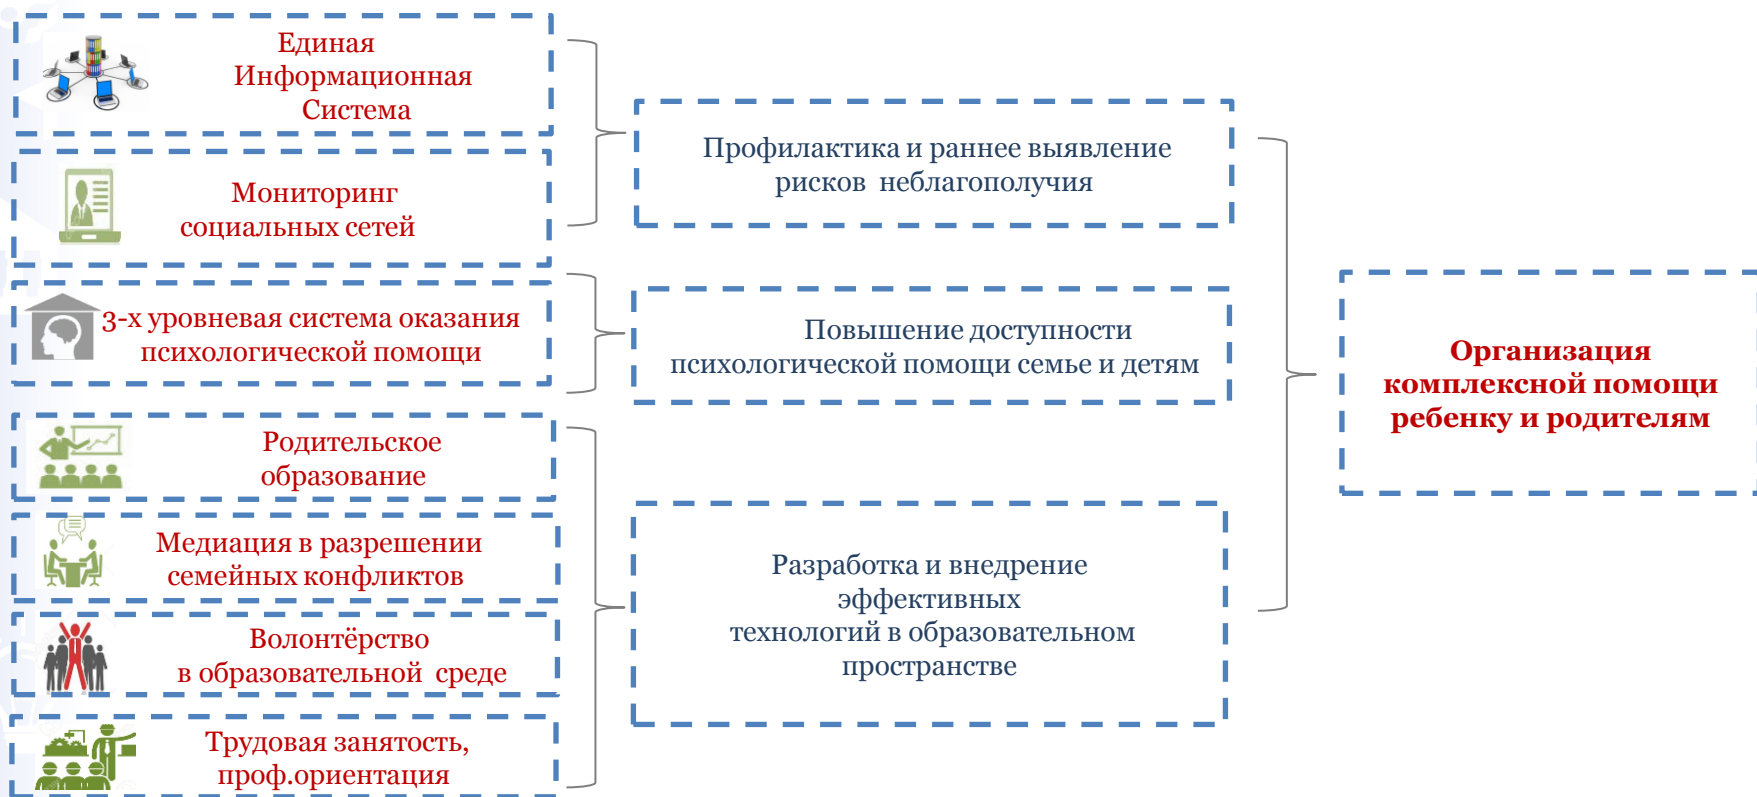 Единая
Информационная
Система
Мониторинг
социальных сетей
3-х уровневая система оказания
психологической помощи
Родительское
образование
Медиация в разрешении
семейных конфликтов
Волонтёрство
в образовательной среде
Трудовая занятость,
проф.ориентация
Профилактика и раннее выявление
рисков неблагополучия
Повышение доступности
психологической помощи семье и детям
Разработка и внедрение
эффективных
технологий в образовательном
пространстве
Организация
комплексной помощи
ребенку и родителям